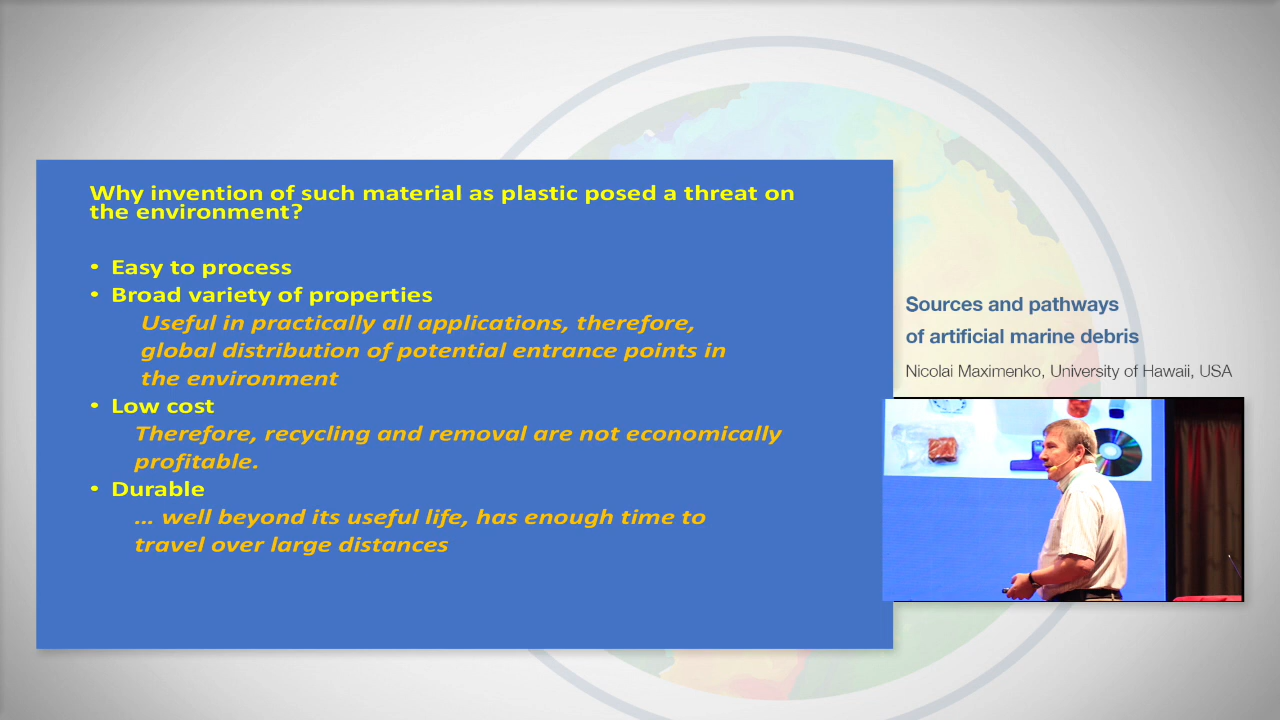 Why invention of such material as plastic posed a threat on
the environment?
• Easy to process
• Broad variety of properties
Useful in practically all applications, therefore,
global distribution of potential entrance points in
the environment
• Low cost
Therefore, recycling and removal are not economically
profitable.
• Durable
... well beyond its useful life, has enough time to
travel over large distances
Sources and pathways
of artificial marine debris
Nicolai Maximenko, University of Hawaii, USA